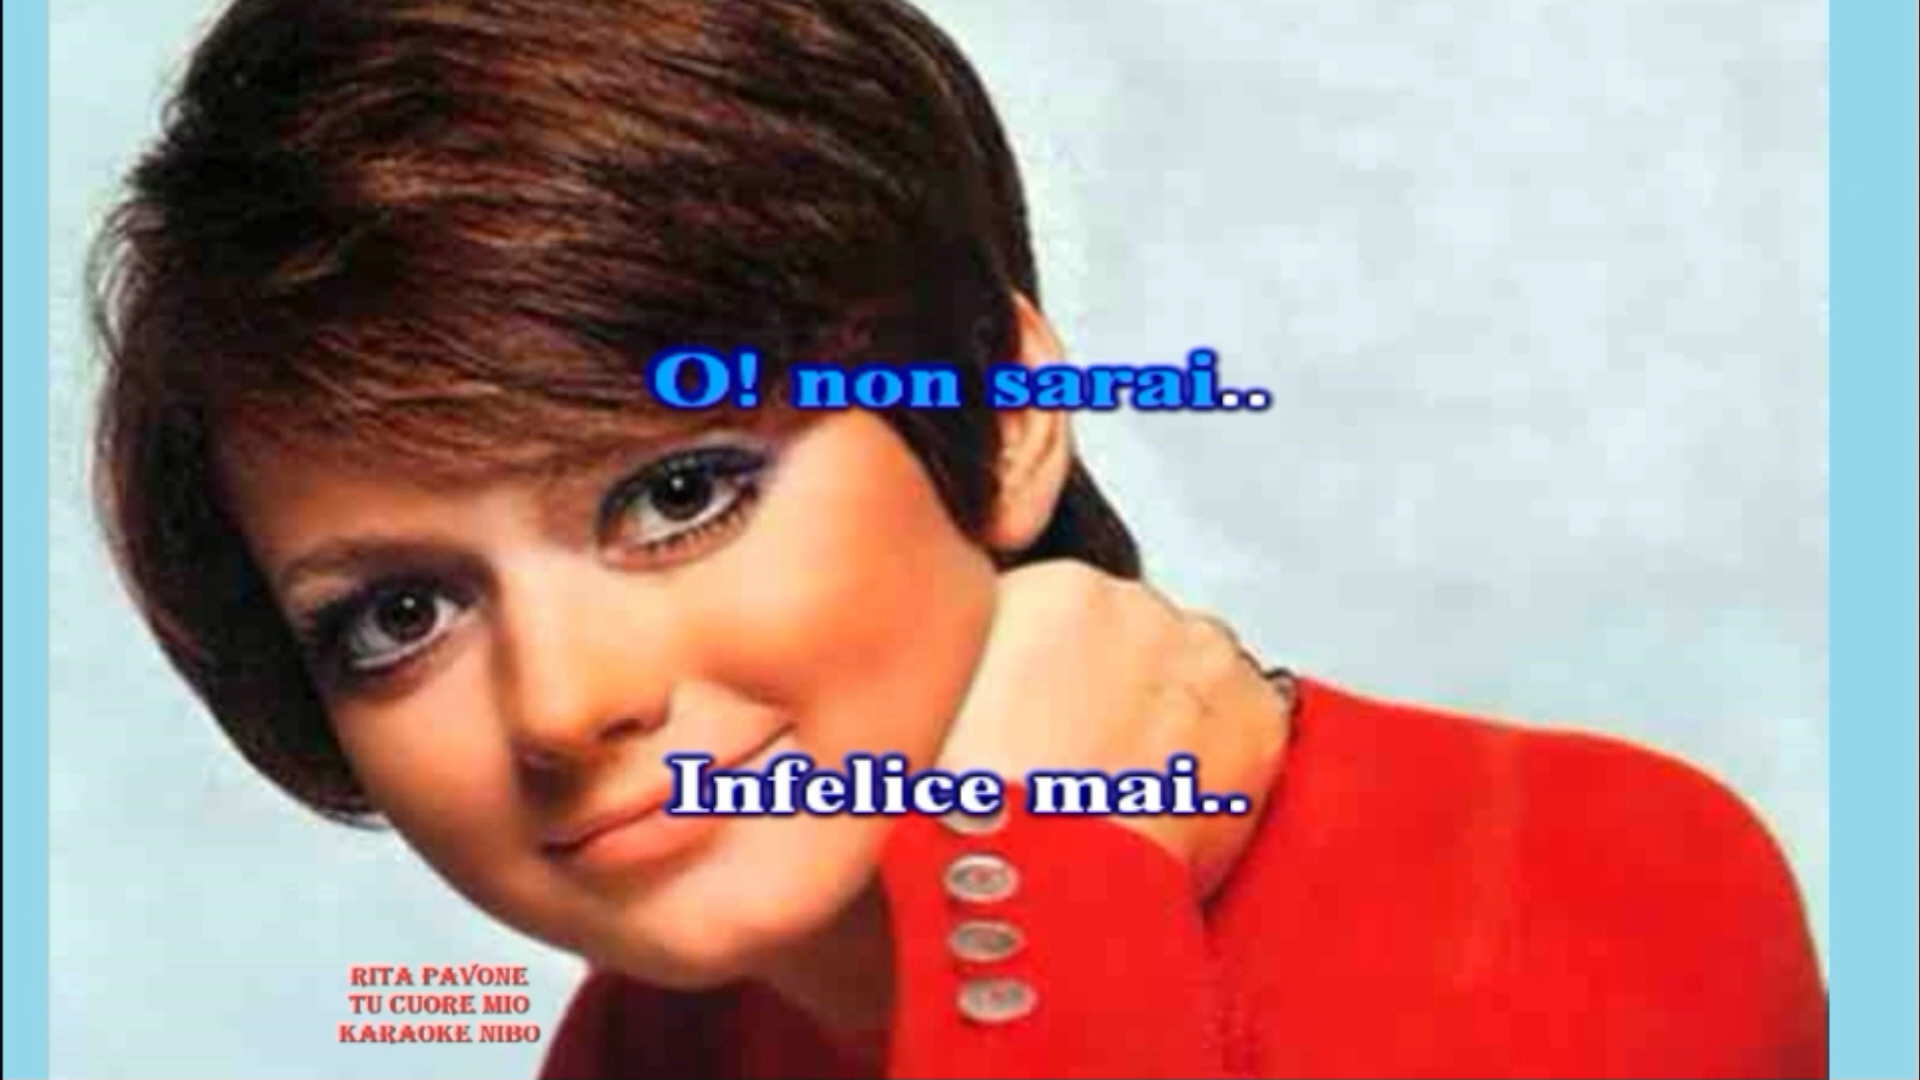 O! non sarai..
Infelice mai..
RITA PAVONE
TU CUORE MIO
KARAOKE NIBO